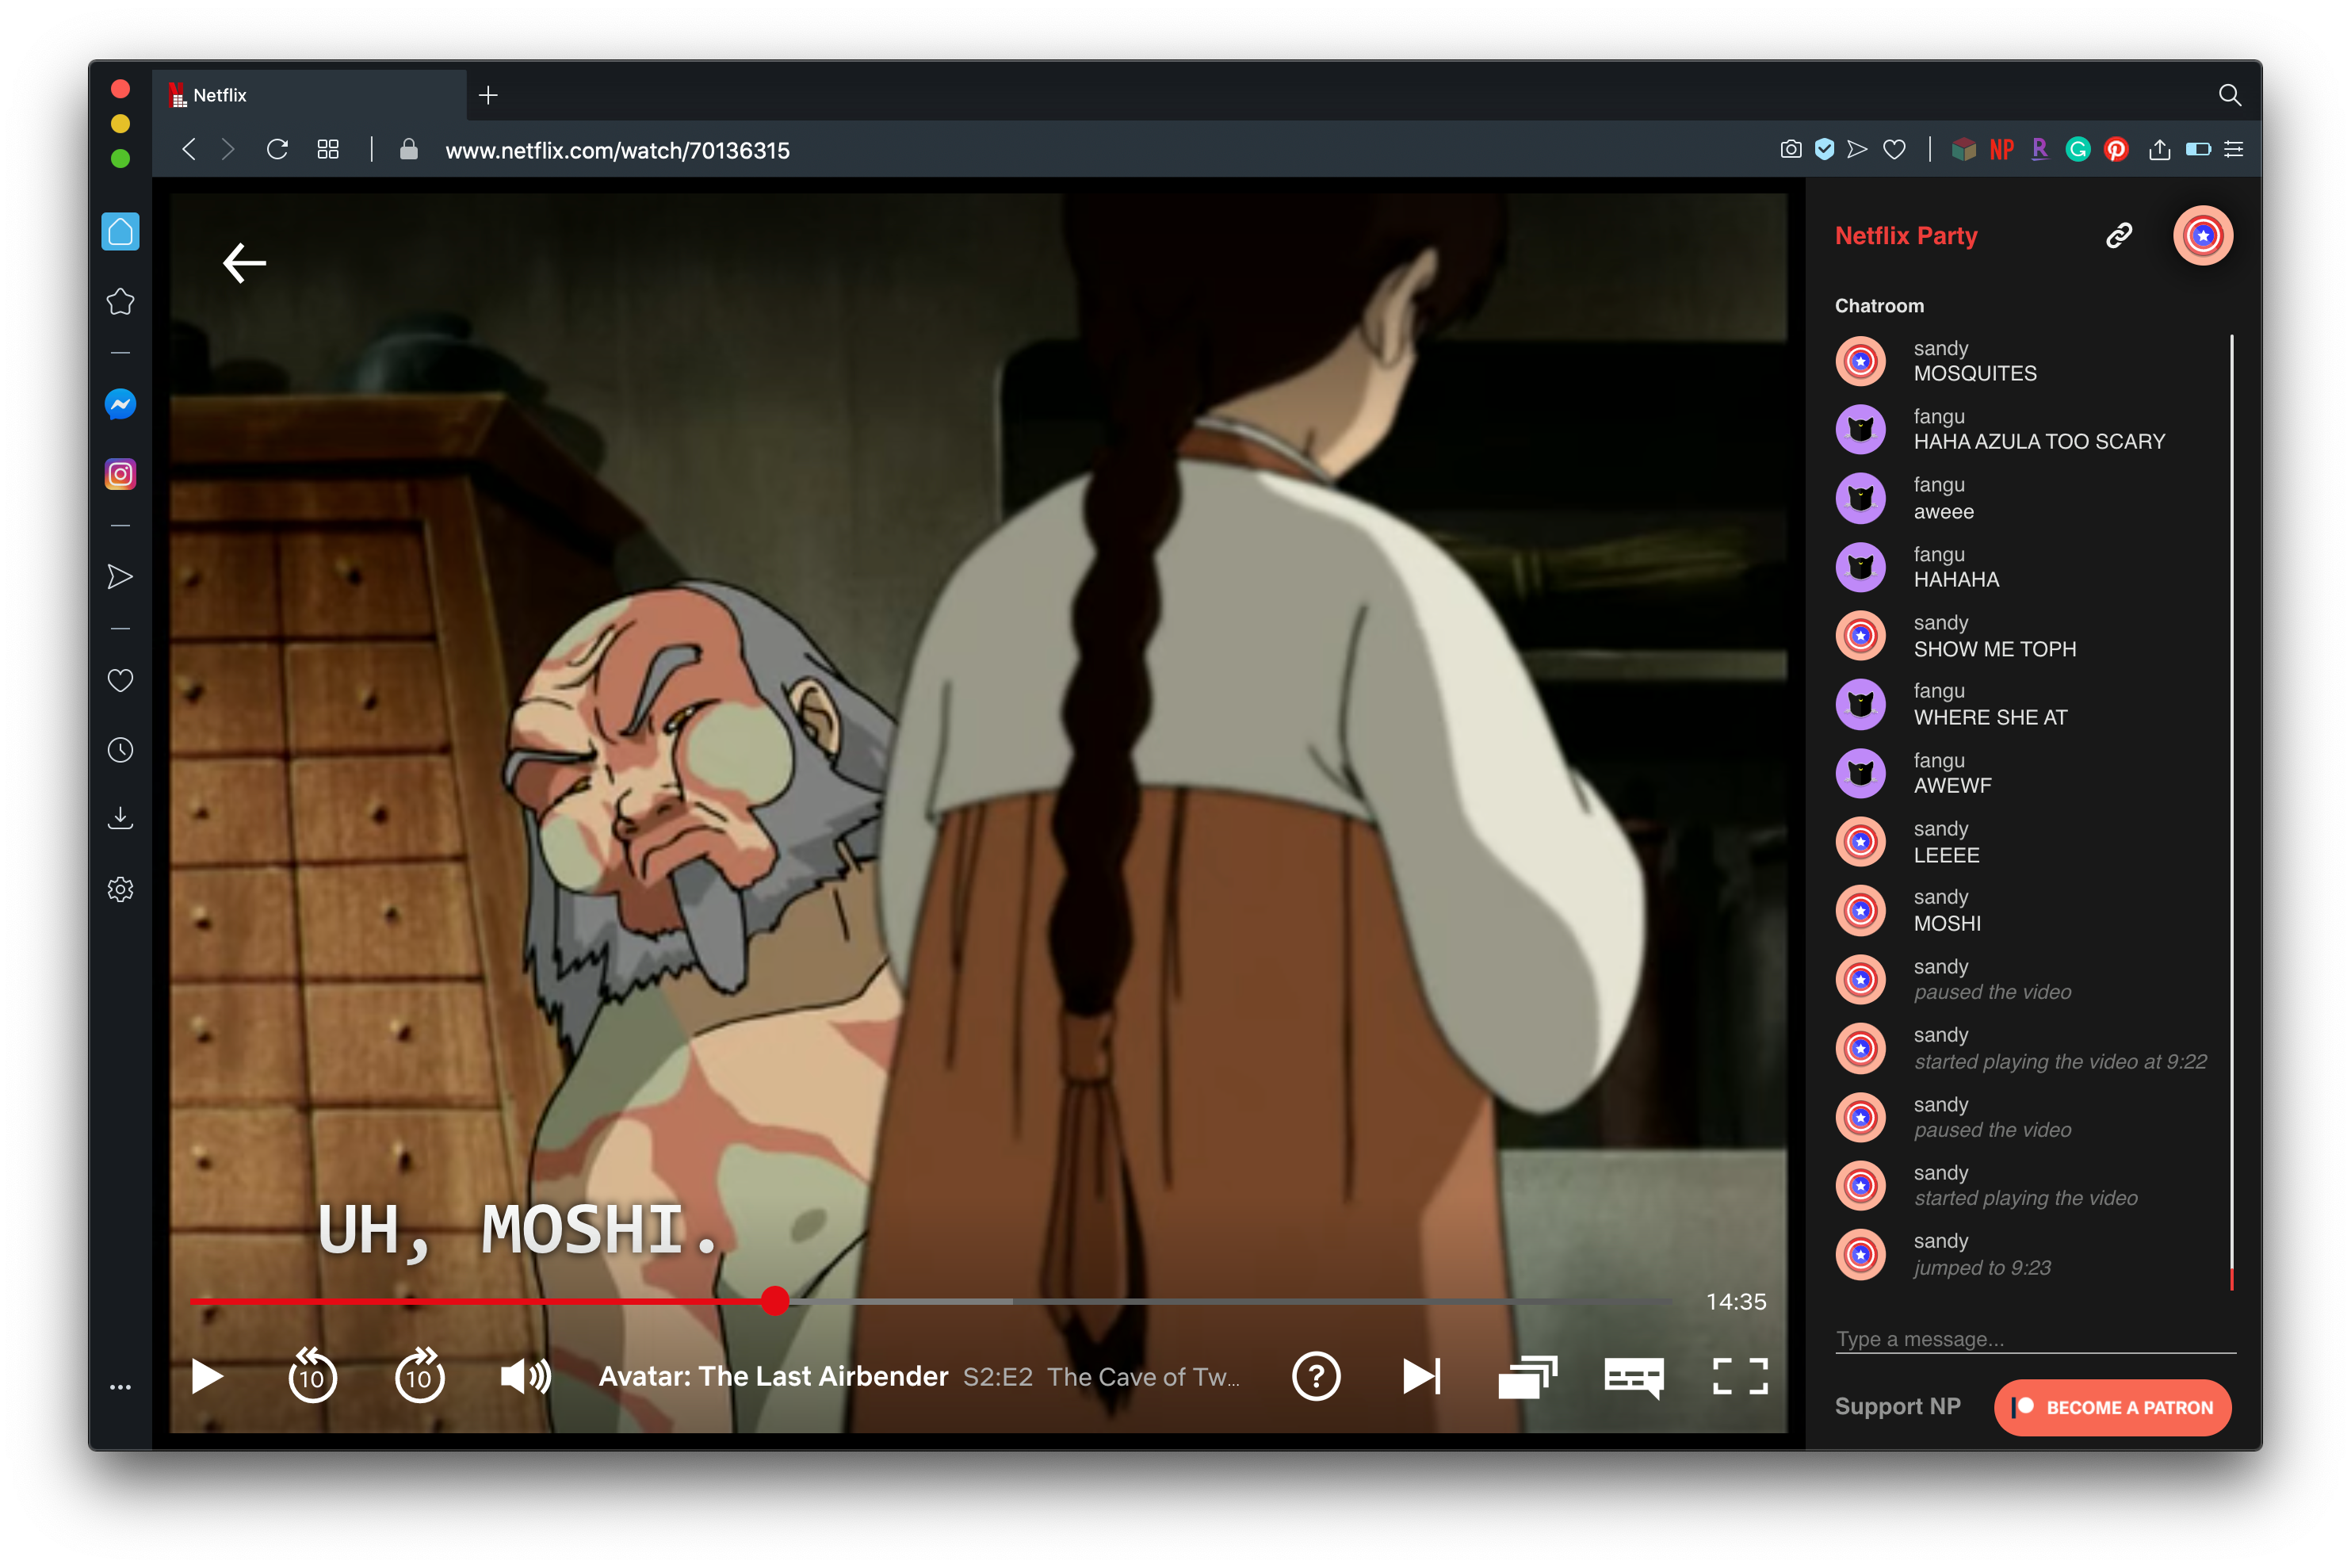 Netflix
www.netflix.com/watch/70136315
NP
R
Netflix Party
Chatroom
sandy
MOSQUITES
fangu
HAHA AZULA TOO SCARY
fangu
aweee
fangu
HAHAHA
sandy
SHOW ME TOPH
fangu
WHERE SHE AT
fangu
AWEWF
sandy
LEEEE
sandy
MOSHI
sandy
paused the video
sandy
started playing the video at 9:22
sandy
paused the video
sandy
started playing the video
sandy
jumped to 9:23
UH, MOSHI.
14:35
10
10
Avatar: The Last Airbender S2:E2 The Cave of Tw...
?
Type a message...
Support NP
BECOME A PATRON